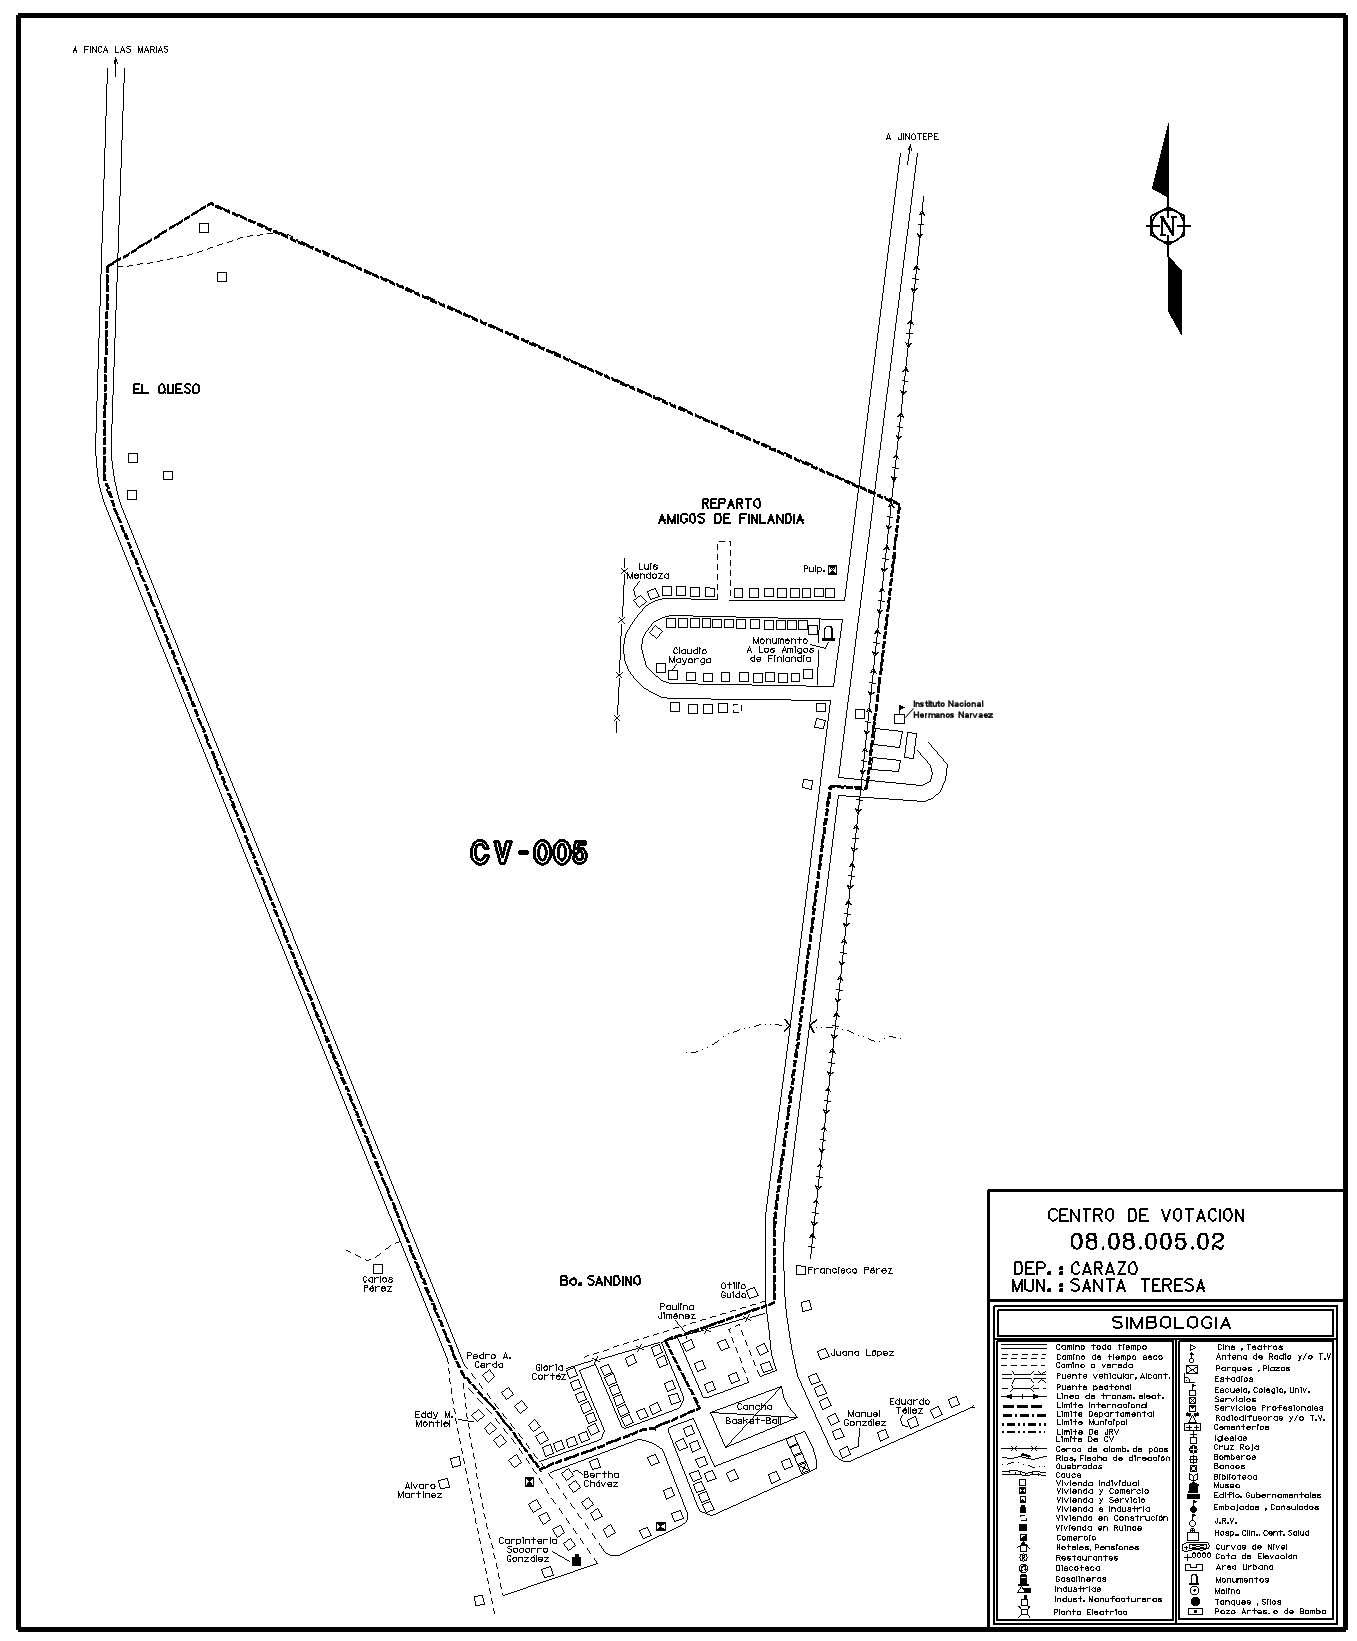 A FINCA LAS MARIAS
A JINOTEPE
N
EL QUESO
REPARTO
AMIGOS DE FINLANDIA
Luis
Mendoza
Pulp.
Monumento
A Los Amigos
de Finlandia
Claudio
Mayorga
Instituto Nacional
Hermanos Narvaez
CV-005
Carlos
Pérez
Bo. SANDINO
Otilio
Guido
Francisco Pérez
Paulina
Jiménez
Pedro A.
Cerda
Gloria
Cortéz
Juana López
Eddy M.
Montiel
Cancha
Basket-Ball
Manuel
González
Eduardo
Téllez
Bertha
Chávez
Alvaro
Martínez
Carpintería
Socorro
González
CENTRO DE VOTACION
08.08.005.02
DEP.: CARAZO
MUN.: SANTA TERESA
SIMBOLOGIA
Camino todo tiempo
Camino de tiempo seco
Camino o vereda
Puente vehicular, Alcant.
Puente peatonal
Línea de transm. elect.
Límite Internacional
Límite Departamental
Límite Municipal
Límite De JRV
Límite De CV
Cerco de alamb. de púas
Ríos, Flecha de dirección
Quebradas
Cauce
Vivienda Individual
Vivienda y Comercio
Vivienda y Servicio
Vivienda e Industria
Vivienda en Construcción
Vivienda en Ruinas
Comercio
Hoteles, Pensiones
Restaurantes
Discoteca
Gasolineras
Industrias
Indust. Manufactureras
Planta Electrica
Cine, Teatros
Antena de Radio y/o T.V
Parques, Plazas
Estadios
Escuela, Colegio, Univ.
Servicios
Servicios Profesionales
Radiodifusoras y/o T.V.
Cementerios
Iglesias
Cruz Roja
Bomberos
Bancos
Biblioteca
Museo
Edific. Gubernamentales
Embajadas, Consulados
J.R.V.
Hosp., Clin., Cent. Salud
Curvas de Nivel
Cota de Elevación
Area Urbana
Monumentos
Molino
Tanques, Silos
Pozo Artes. o de Bomba